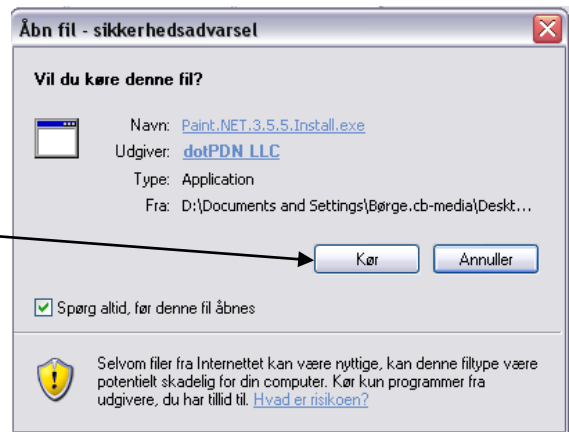 Åbn fil - sikkerhedsadvarsel
Vil du køre denne fil?
Navn: Paint.NET.3.5.5.Install.exe
Udgiver: dotPDN LLC
Type: Application
Fra: D:\Documents and Settings\Børge.cb-media\Deskt...
Kør Annuller
Spørg altid, før denne fil åbnes
Selvom filer fra Internettet kan være nyttige, kan denne filtype være
potentielt skadelig for din computer. Kør kun programmer fra
udgivere, du har tillid til. Hvad er risikoen?